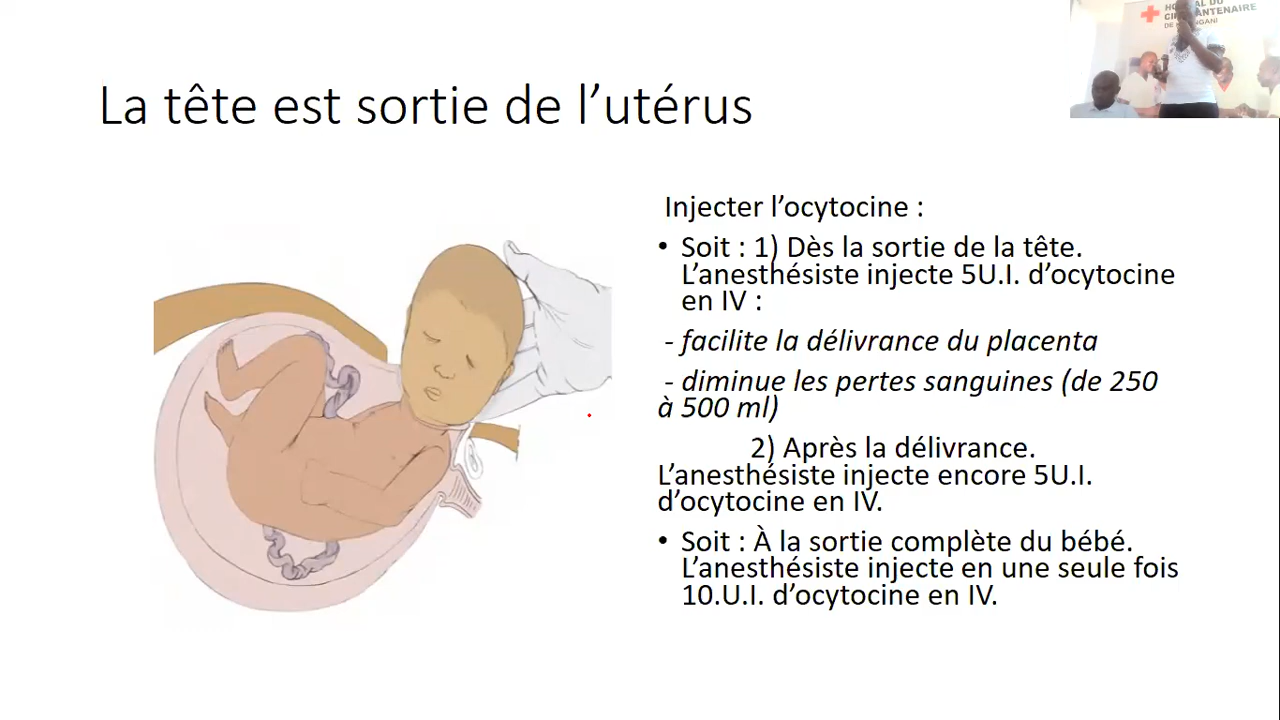 La tête est sortie de l’utérus
Injecter l’ocytocine :
• Soit : 1) Dès la sortie de la tête.
L’anesthésiste injecte 5U.I. d’ocytocine
en IV :
- facilite la délivrance du placenta
- diminue les pertes sanguines (de 250
à 500 ml)
2) Après la délivrance.
L’anesthésiste injecte encore 5U.I.
d’ocytocine en IV.
• Soit : À la sortie complète du bébé.
L’anesthésiste injecte en une seule fois
10.U.I. d’ocytocine en IV.